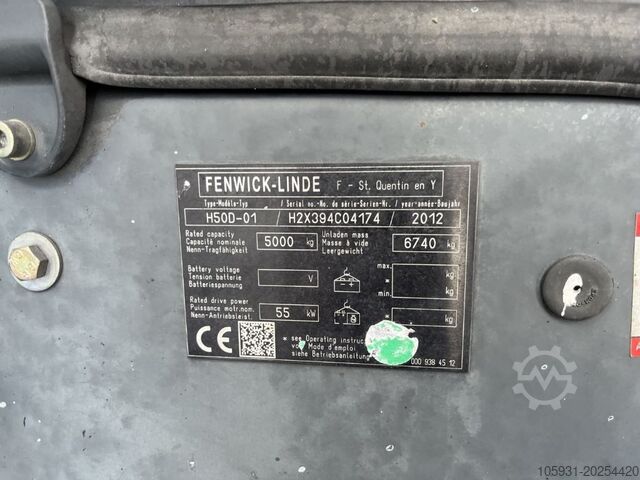 FENWICK-LINDE F - St. Quentin en Y
Type-Modèle-Typ / Serial no.-No. de série-Serien-Nr. / year-année-Baujahr
H50D-01 / H2X394C04174 / 2012
Rated capacity
Capacité nominale
Nenn-Tragfähigkeit
5000 kg
Unladen mass
Masse à vide
Leergewicht
6740 kg
Battery voltage
Tension batterie
Batteriespannung
V
max.
*
min.
kg
kg
Rated drive power
Puissance motr.nom.
Nenn-Antriebsleist.
55 kW
*
kg
CE
* see Operating instruc
voir Mode d'emploi
siehe Betriebsanleitung
000 938 45 12
105931-20254420